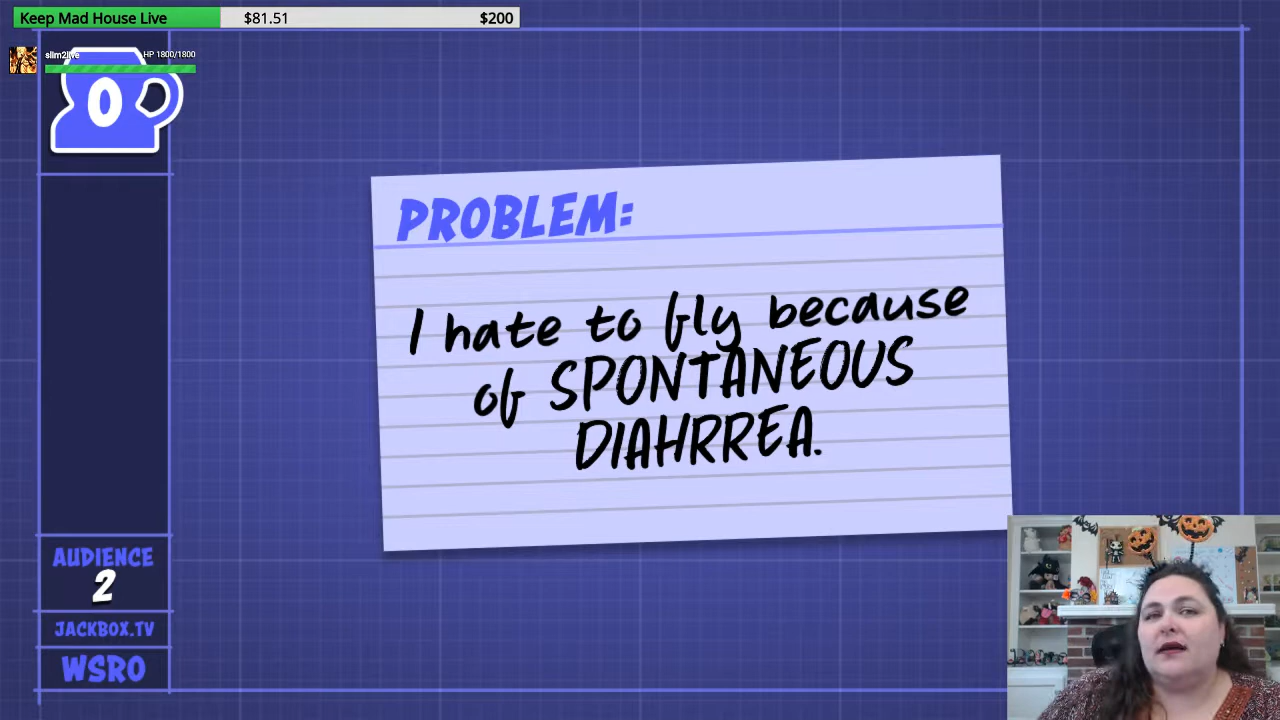 Keep Mad House Live $81.51 $200
slim2live HP 1800/1800
0
PROBLEM:
I hate to fly because
of SPONTANEOUS
DIAHRREA.
AUDIENCE
2
JACKBOX.TV
WSRO